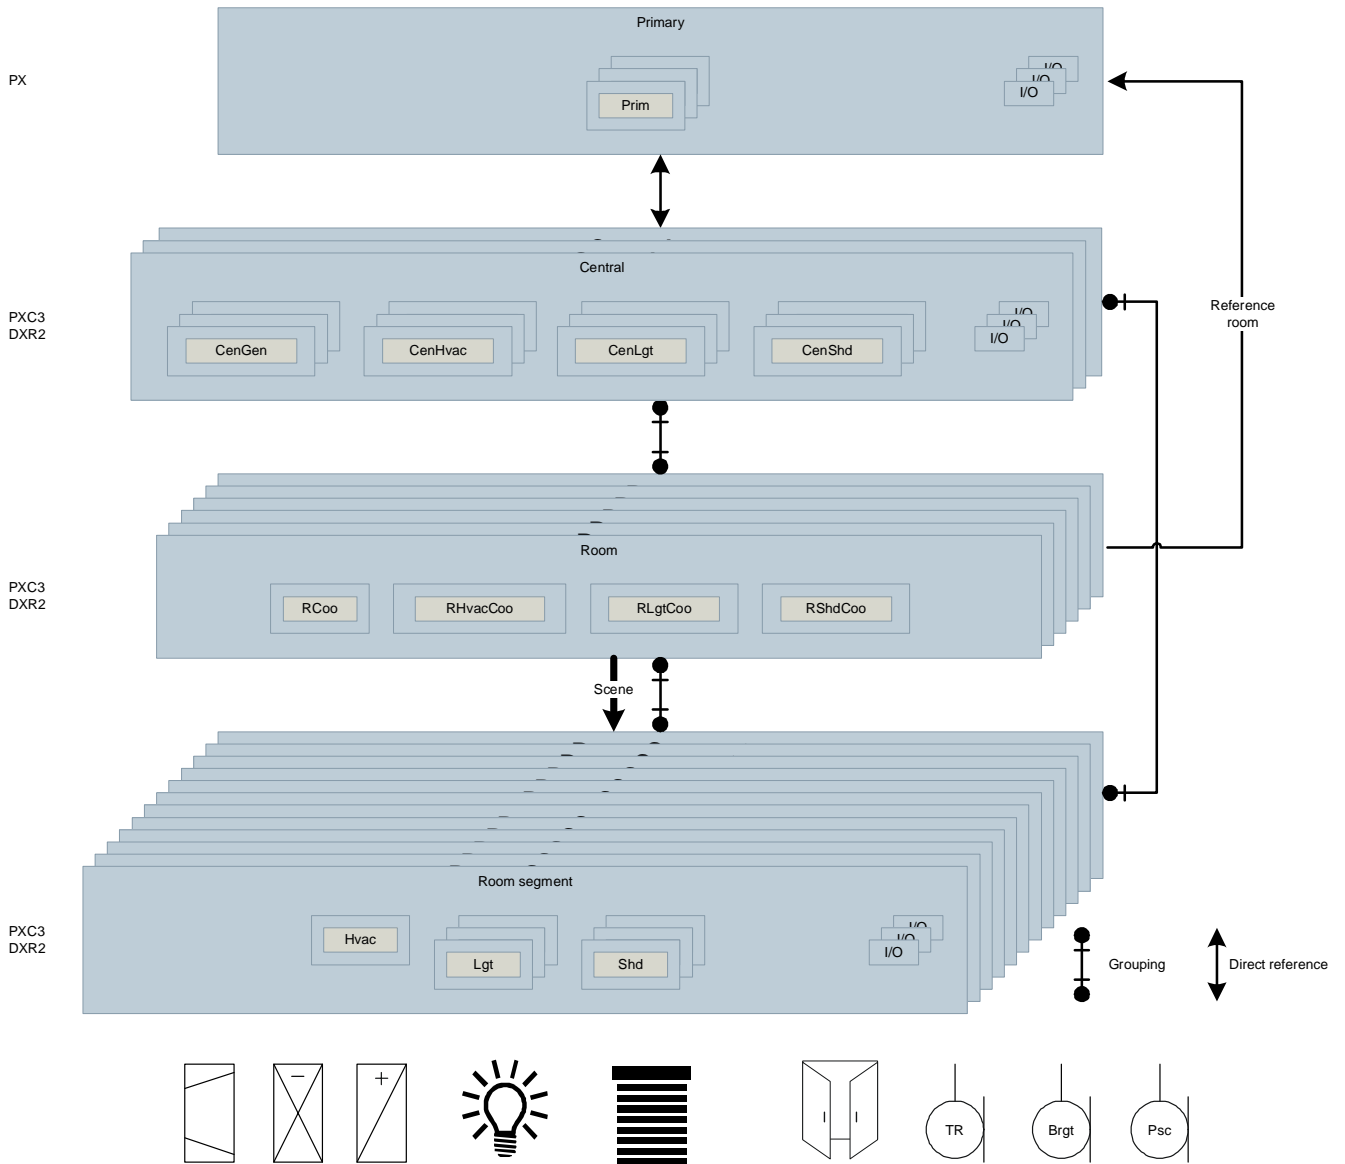 Primary
PX
I/O
I/O
I/O
Prim
Central
PXC3
DXR2
I/O
I/O
I/O
CenGen
CenHvac
CenLgt
CenShd
Reference
room
Room
PXC3
DXR2
RCoo
RHvacCoo
RLgtCoo
RShdCoo
Scene
Room segment
PXC3
DXR2
I/O
I/O
I/O
Hvac
Lgt
Shd
Grouping
Direct reference
−
+
TR
Brgt
Psc